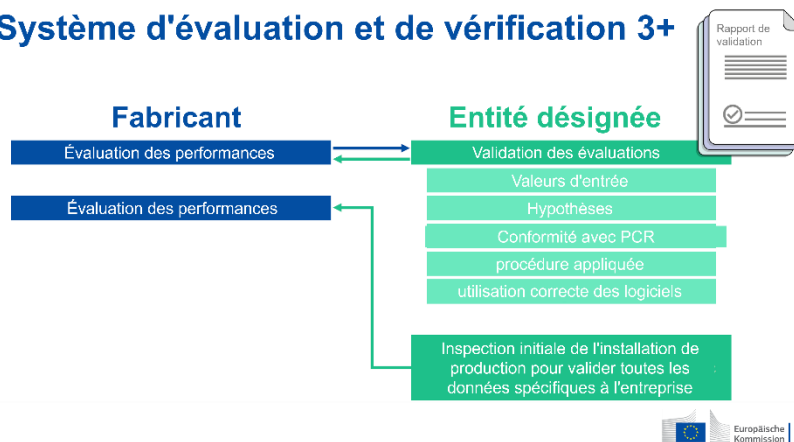 Système d'évaluation et de vérification 3+
Rapport de
validation
Fabricant
Entité désignée
Évaluation des performances
Validation des évaluations
Valeurs d'entrée
Évaluation des performances
Hypothèses
Conformité avec PCR
procédure appliquée
utilisation correcte des logiciels
Inspection initiale de l'installation de
production pour valider toutes les
données spécifiques à l'entreprise
Europäische
Kommission